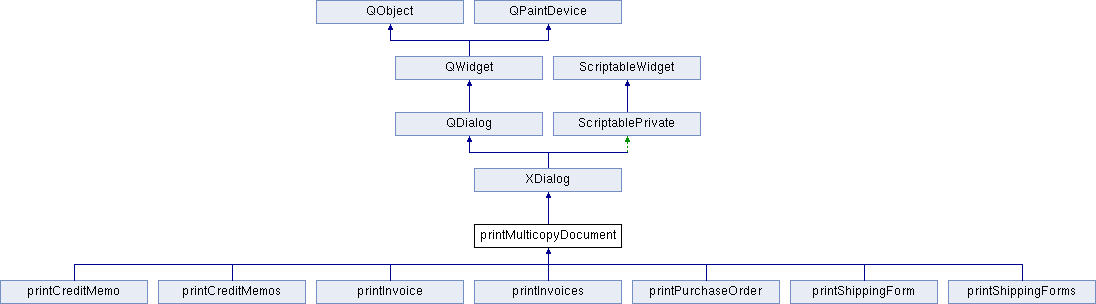 QObject
QPaintDevice
QWidget
ScriptableWidget
QDialog
ScriptablePrivate
XDialog
printMulticopyDocument
printCreditMemo
printCreditMemos
printInvoice
printInvoices
printPurchaseOrder
printShippingForm
printShippingForms